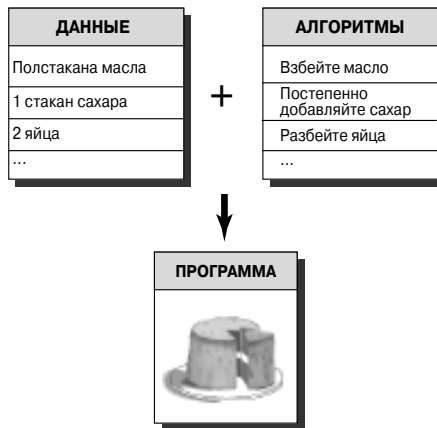 ДАННЫЕ
Полстакана масла
1 стакан сахара
2 яйца
...
+
АЛГОРИТМЫ
Взбейте масло
Постепенно
добавляйте сахар
Разбейте яйца
...
ПРОГРАММА